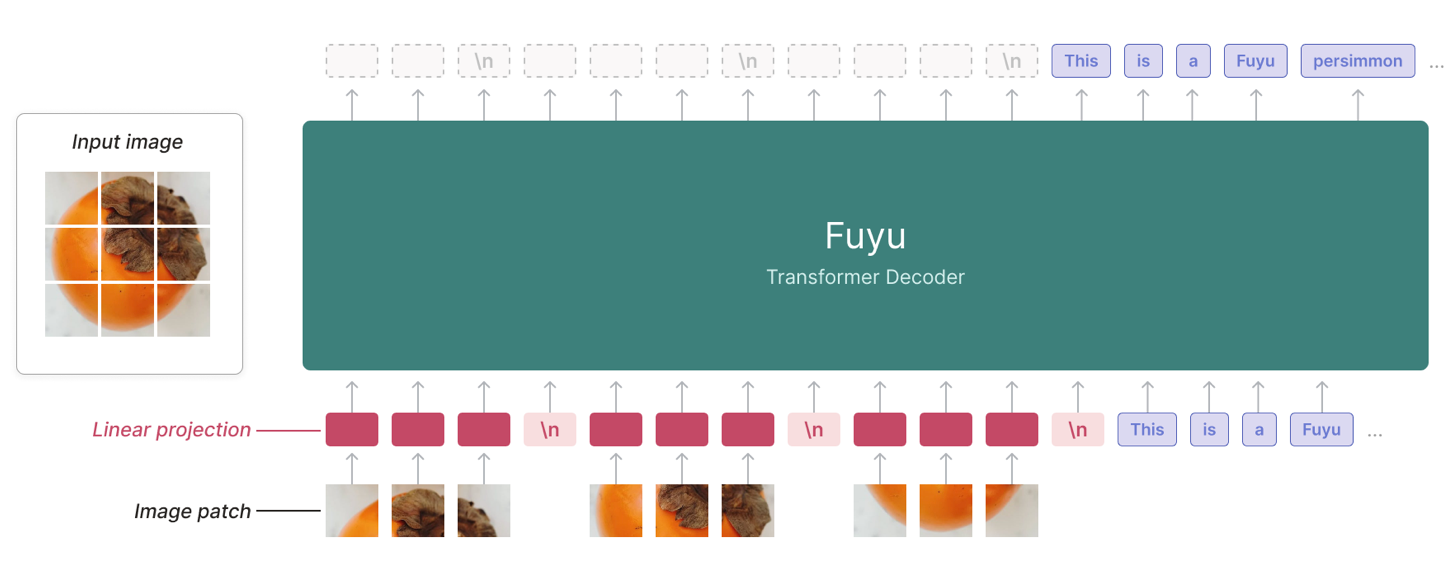 \n \n \n This is a Fuyu persimmon ...
Input image
Fuyu
Transformer Decoder
Linear projection
\n \n \n This is a Fuyu ...
Image patch